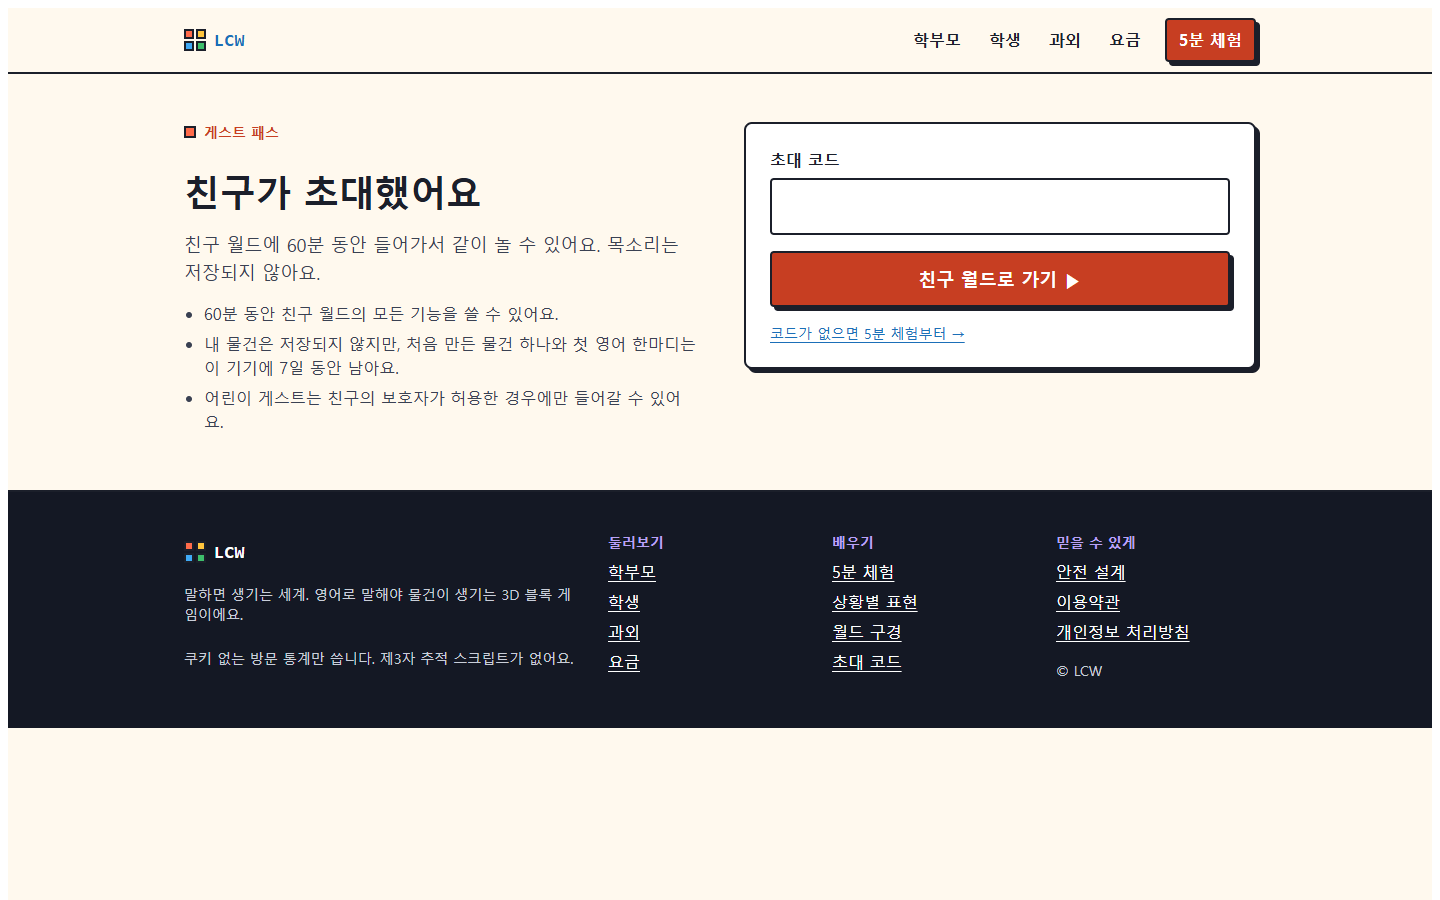 LCW
학부모
학생
과외
요금
5분 체험
게스트 패스
친구가 초대했어요
친구 월드에 60분 동안 들어가서 같이 놀 수 있어요. 목소리는
저장되지 않아요.
60분 동안 친구 월드의 모든 기능을 쓸 수 있어요.
내 물건은 저장되지 않지만, 처음 만든 물건 하나와 첫 영어 한마디는
이 기기에 7일 동안 남아요.
어린이 게스트는 친구의 보호자가 허용한 경우에만 들어갈 수 있어
요.
초대 코드
친구 월드로 가기 ▶
코드가 없으면 5분 체험부터 →
LCW
말하면 생기는 세계. 영어로 말해야 물건이 생기는 3D 블록 게
임이에요.
쿠키 없는 방문 통계만 씁니다. 제3자 추적 스크립트가 없어요.
둘러보기
학부모
학생
과외
요금
배우기
5분 체험
상황별 표현
월드 구경
초대 코드
믿을 수 있게
안전 설계
이용약관
개인정보 처리방침
© LCW